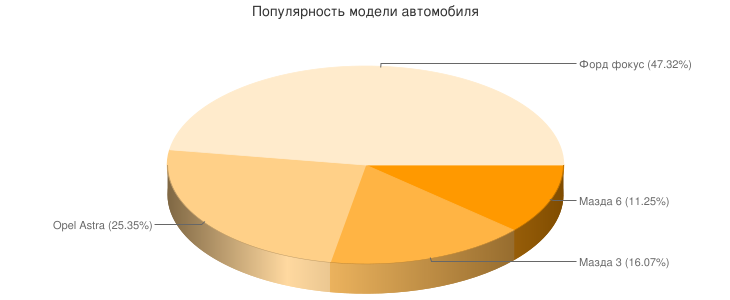 Популярность модели автомобиля
Форд фокус (47.32%)
Мазда 6 (11.25%)
Opel Astra (25.35%)
Мазда 3 (16.07%)